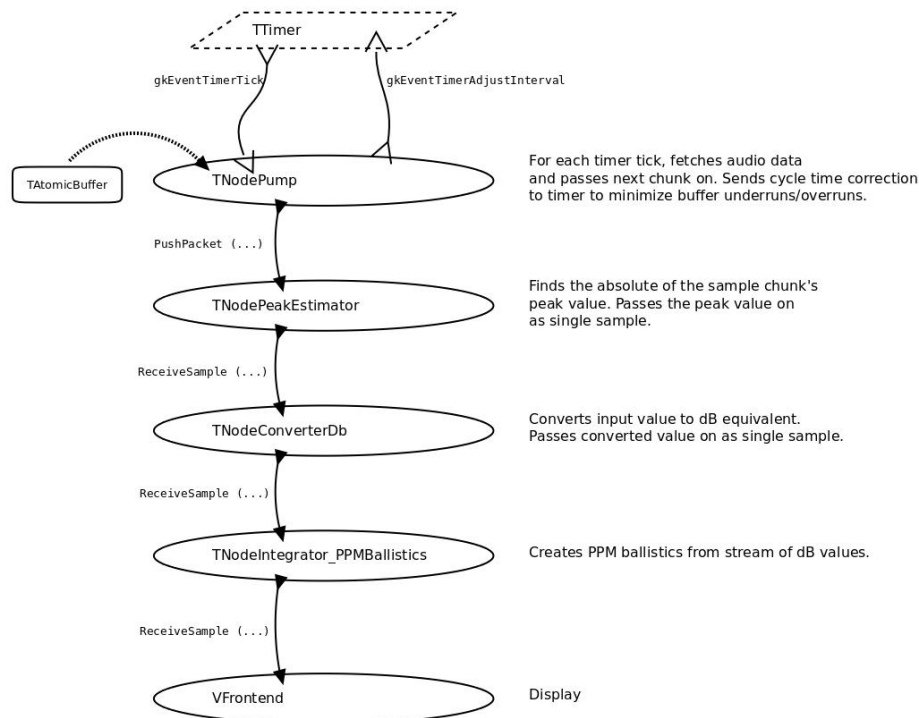 TTimer
gkEventTimerTick
gkEventTimerAdjustInterval
TAtomicBuffer
TNodePump
For each timer tick, fetches audio data
and passes next chunk on. Sends cycle time correction
to timer to minimize buffer underruns/overruns.
PushPacket (...)
TNodePeakEstimator
Finds the absolute of the sample chunk's
peak value. Passes the peak value on
as single sample.
ReceiveSample (...)
TNodeConverterDb
Converts input value to dB equivalent.
Passes converted value on as single sample.
ReceiveSample (...)
TNodeIntegrator_PPMBallistics
Creates PPM ballistics from stream of dB values.
ReceiveSample (...)
VFrontend
Display